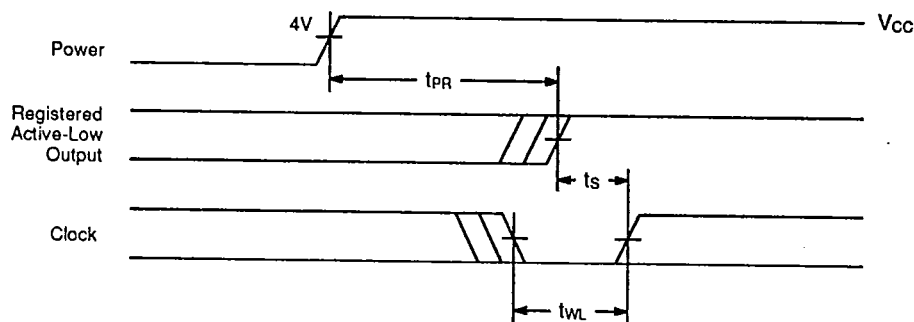 4V
VCC
Power
tPR
Registered
Active-Low
Output
tS
Clock
tWL